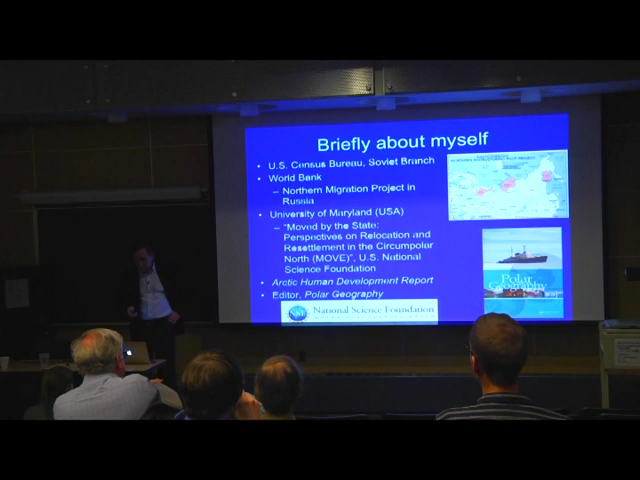 Briefly about myself
• U.S. Census Bureau, Soviet Branch
• World Bank
– Northern Migration Project in
Russia
• University of Maryland (USA)
– “Moved by the State:
Perspectives on Relocation and
Resettlement in the Circumpolar
North (MOVE)”, U.S. National
Science Foundation
• Arctic Human Development Report
• Editor, Polar Geography
Polar
Geography
NSF
National Science Foundation